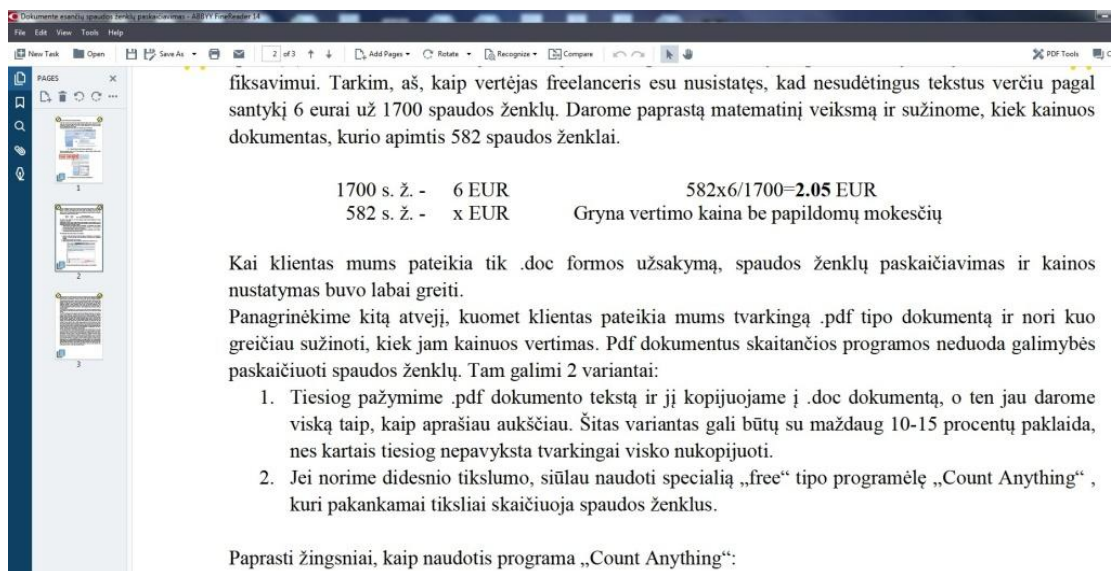 Dokumente esančių spaudos ženklų paskaičiavimas - ABBYY FineReader 14
File Edit View Tools Help
New Task Open Save As 2 of 3 Add Pages Rotate Recognize Compare PDF Tools
PAGES
fiksavimui. Tarkim, aš, kaip vertėjas freelanceris esu nusistatęs, kad nesudėtingus tekstus verčiu pagal
santykį 6 eurai už 1700 spaudos ženklų. Darome paprastą matematinį veiksmą ir sužinome, kiek kainuos
dokumentas, kurio apimtis 582 spaudos ženklai.
1700 s. ž. - 6 EUR 582x6/1700=2.05 EUR
582 s. ž. - x EUR Gryna vertimo kaina be papildomų mokesčių
Kai klientas mums pateikia tik .doc formos užsakymą, spaudos ženklų paskaičiavimas ir kainos
nustatymas buvo labai greiti.
Panagrinėkime kitą atvejį, kuomet klientas pateikia mums tvarkingą .pdf tipo dokumentą ir nori kuo
greičiau sužinoti, kiek jam kainuos vertimas. Pdf dokumentus skaitančios programos neduoda galimybės
paskaičiuoti spaudos ženklų. Tam galimi 2 variantai:
1. Tiesiog pažymime .pdf dokumento tekstą ir jį kopijuojame į .doc dokumentą, o ten jau darome
viską taip, kaip aprašiau aukščiau. Šitas variantas gali būtų su maždaug 10-15 procentų paklaida,
nes kartais tiesiog nepavyksta tvarkingai visko nukopijuoti.
2. Jei norime didesnio tikslumo, siūlau naudoti specialią „free“ tipo programėlę „Count Anything“ ,
kuri pakankamai tiksliai skaičiuoja spaudos ženklus.
Paprasti žingsniai, kaip naudotis programa „Count Anything“:
1
2
3